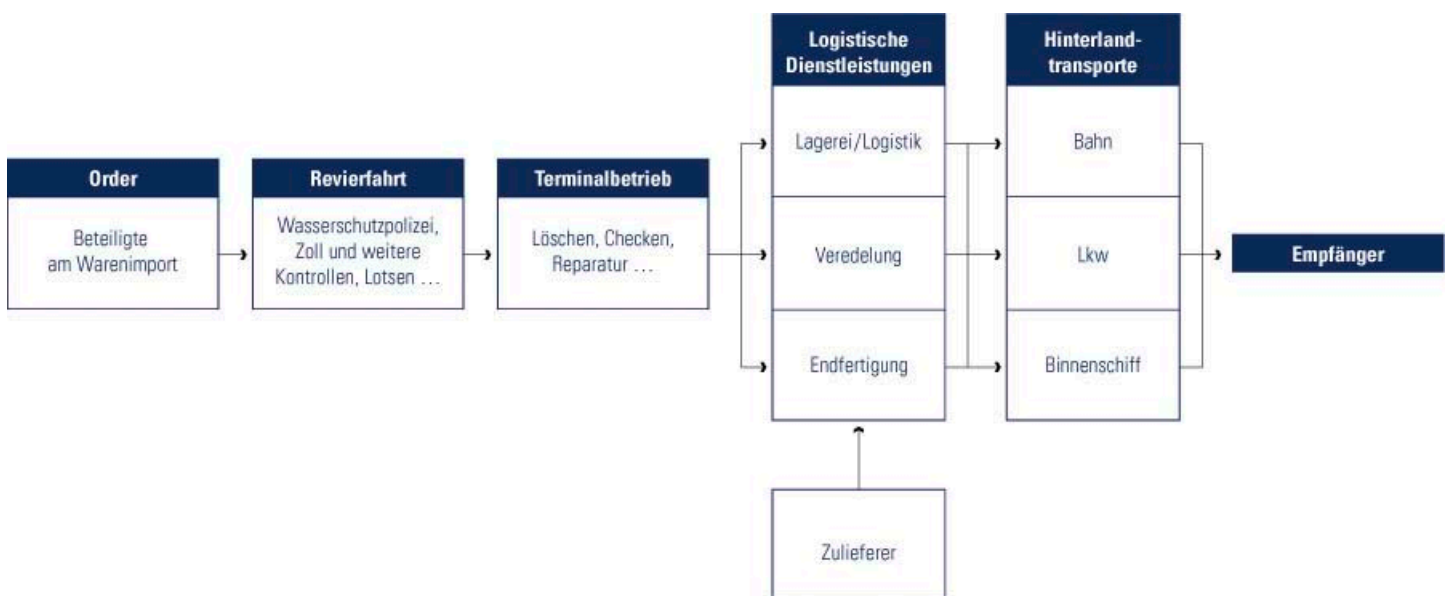 Order
Beteiligte
am Warenimport
Revierfahrt
Wasserschutzpolizei,
Zoll und weitere
Kontrollen, Lotsen ...
Terminalbetrieb
Löschen, Checken,
Reparatur ...
Logistische
Dienstleistungen
Lagerei/Logistik
Veredelung
Endfertigung
Zulieferer
Hinterland-
transporte
Bahn
Lkw
Binnenschiff
Empfänger